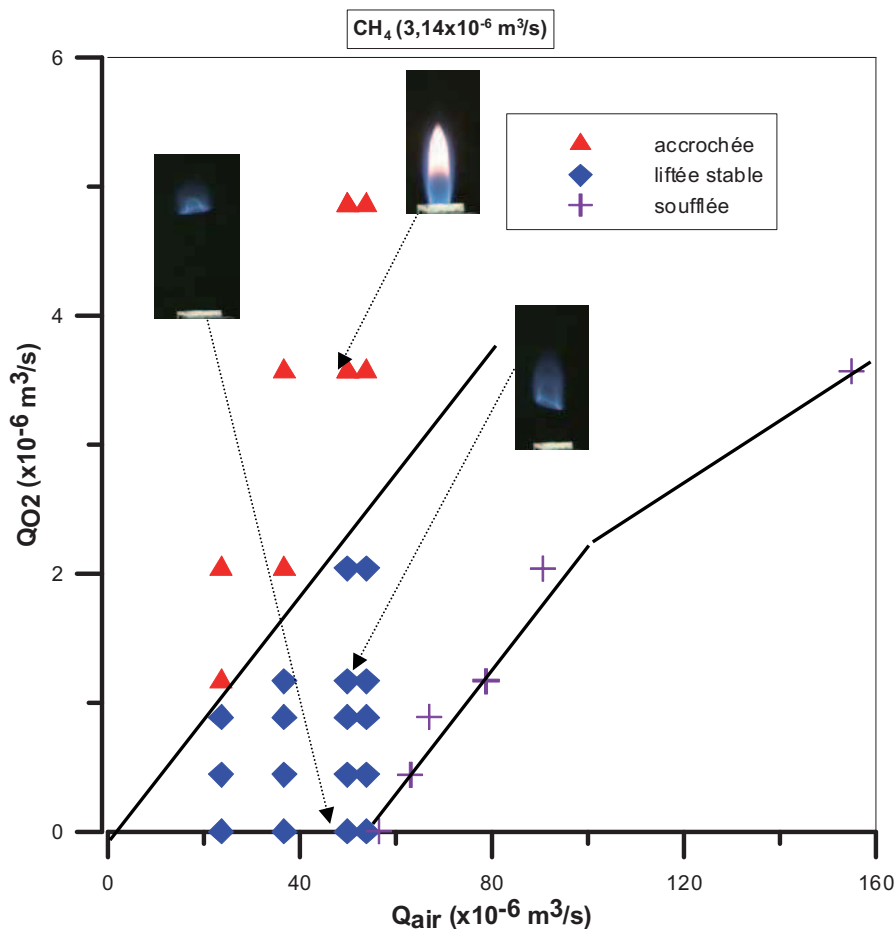 CH4 (3,14x10-6 m3/s)
6
accrochée
liftée stable
soufflée
4
QO2 (x10-6 m3/s)
2
0
0
40
80
120
160
Qair (x10-6 m3/s)